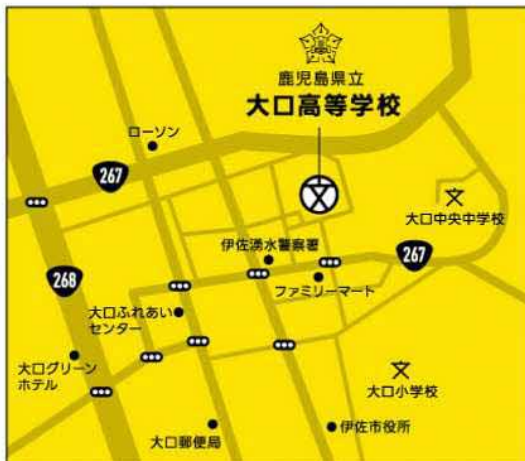 鹿児島県立
大口高等学校
ローソン
267
文
文
大口中央中学校
伊佐湧水警察署
267
268
ファミリーマート
大口ふれあい
センター
大口グリーン
ホテル
文
大口小学校
大口郵便局
伊佐市役所